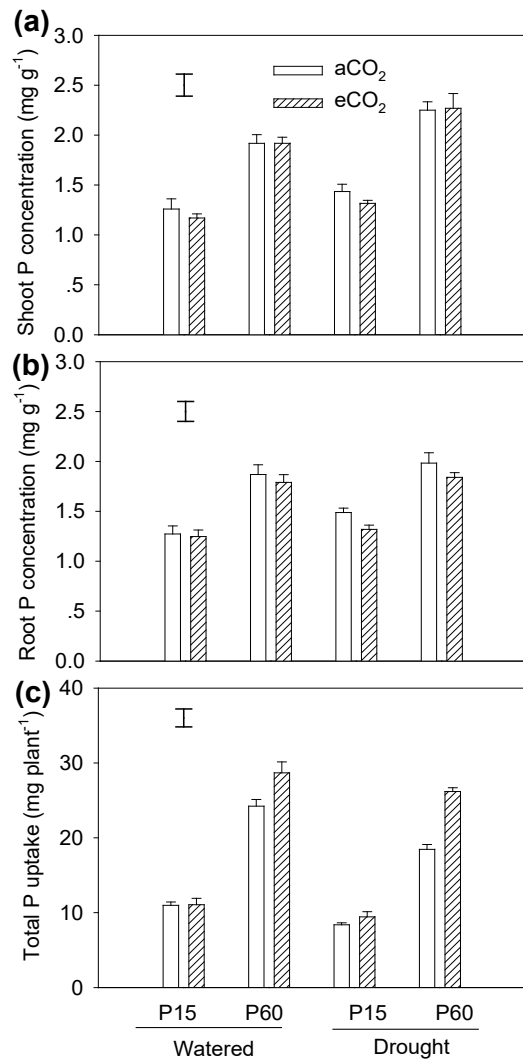 (a)
3.0
2.5
2.0
1.5
1.0
.5
0.0
Shoot P concentration (mg g⁻¹)
aCO₂
eCO₂
(b)
3.0
2.5
2.0
1.5
1.0
.5
0.0
Root P concentration (mg g⁻¹)
(c)
40
30
20
10
0
Total P uptake (mg plant⁻¹)
P15 P60 P15 P60
Watered Drought